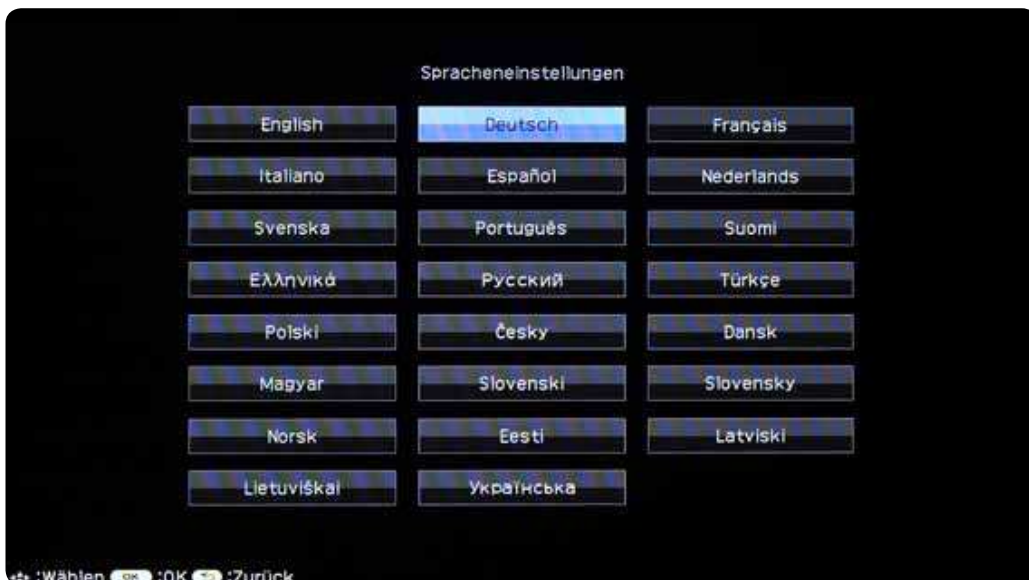 Spracheneinstellungen
English Deutsch Français
Italiano Español Nederlands
Svenska Português Suomi
Ελληνικά Русский Türkçe
Polski Česky Dansk
Magyar Slovenski Slovensky
Norsk Eesti Latviski
Lietuviškai Українська
:Wählen OK :OK :Zurück